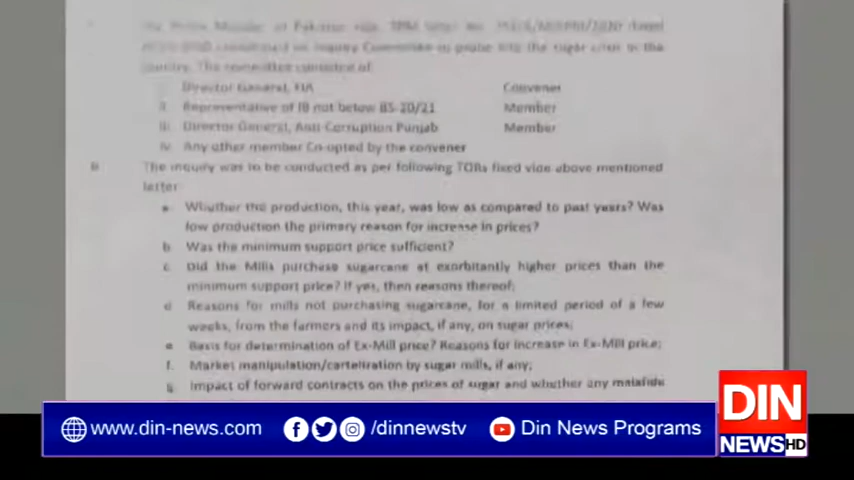 The Prime Minister of Pakistan vide
constituted an Inquiry Committee to probe into the sugar crisis in the
country. The committee consisted of
Director General, FIA Convener
ii. Representative of IB not below BS-20/21 Member
iii. Director General, Anti-Corruption Punjab Member
iv. Any other member Co-opted by the convener
The inquiry was to be conducted as per following TORs fixed vide above mentioned
letter
a. Whether the production, this year, was low as compared to past years? Was
low production the primary reason for increase in prices?
b. Was the minimum support price sufficient?
c. Did the Mills purchase sugarcane at exorbitantly higher prices than the
minimum support price? If yes, then reasons thereof;
d. Reasons for mills not purchasing sugarcane, for a limited period of a few
weeks, from the farmers and its impact, if any, on sugar prices;
e. Basis for determination of Ex-Mill price? Reasons for increase in Ex-Mill price;
f. Market manipulation/cartelization by sugar mills, if any;
g. Impact of forward contracts on the prices of sugar and whether any malafide
www.din-news.com /dinnewstv Din News Programs
DIN
NEWS HD